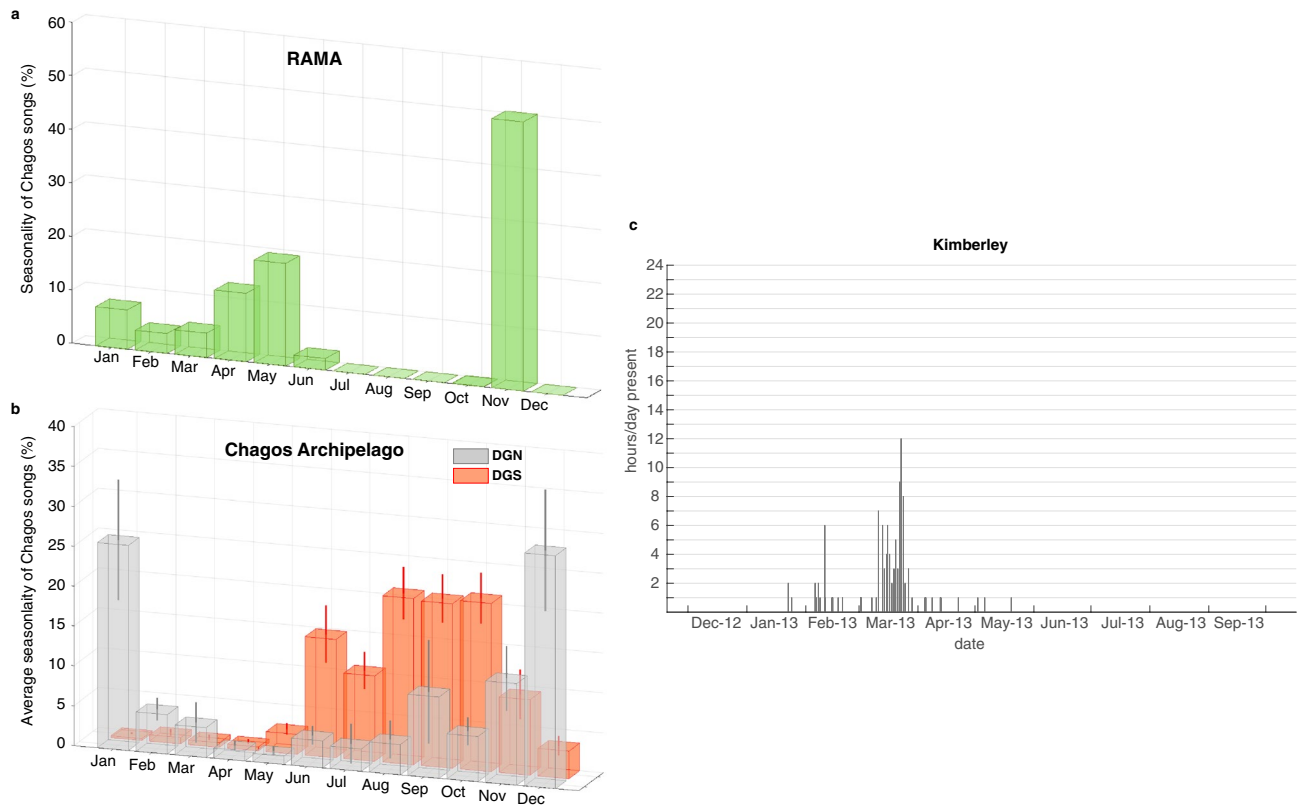 a
RAMA
Seasonality of Chagos songs (%)
60
50
40
30
20
10
0
Jan Feb Mar Apr May Jun Jul Aug Sep Oct Nov Dec
b
Chagos Archipelago
DGN
DGS
Average seasonlaity of Chagos songs (%)
40
35
30
25
20
15
10
5
0
Jan Feb Mar Apr May Jun Jul Aug Sep Oct Nov Dec
c
Kimberley
hours/day present
24
22
20
18
16
14
12
10
8
6
4
2
Dec-12 Jan-13 Feb-13 Mar-13 Apr-13 May-13 Jun-13 Jul-13 Aug-13 Sep-13
date